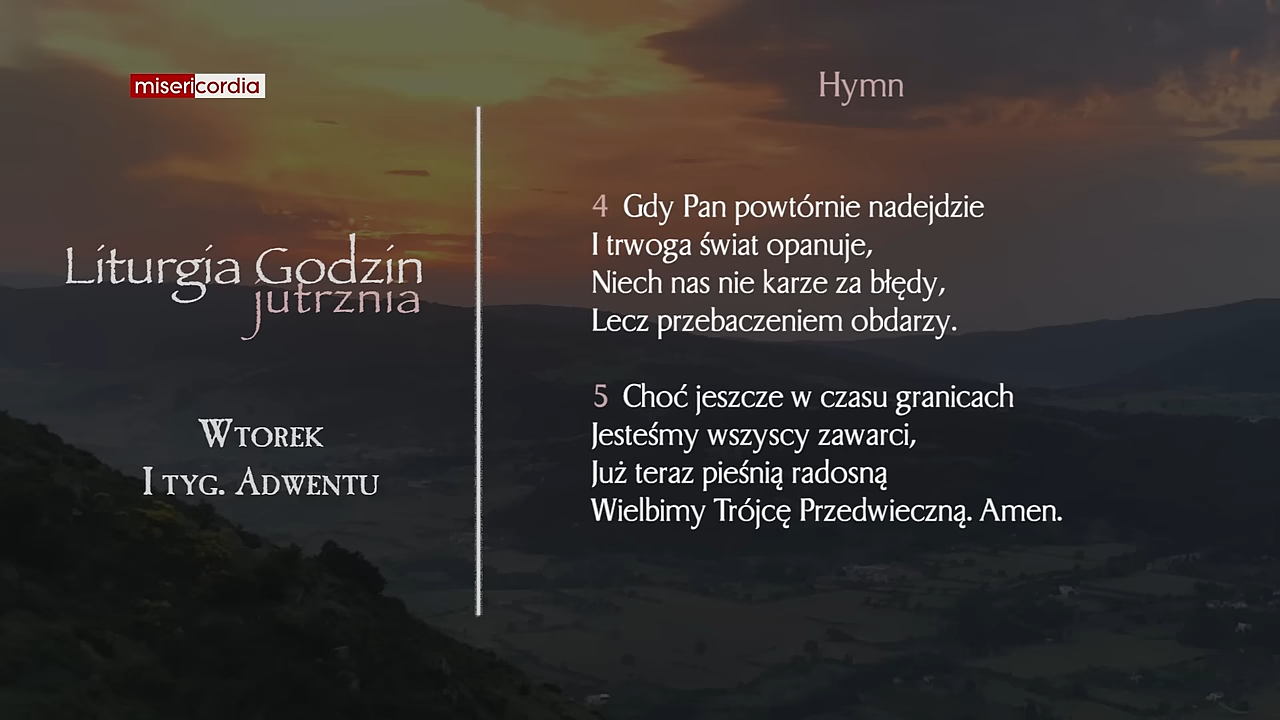 misericordia
Liturgia Godzin
jutrznia
Wtorek
I tyg. Adwentu
Hymn
4 Gdy Pan powtórnie nadejdzie
I trwoga świat opanuje,
Niech nas nie karze za błędy,
Lecz przebaczeniem obdarzy.
5 Choć jeszcze w czasu granicach
Jesteśmy wszyscy zawarci,
Już teraz pieśnią radosną
Wielbimy Trójcę Przedwieczną. Amen.